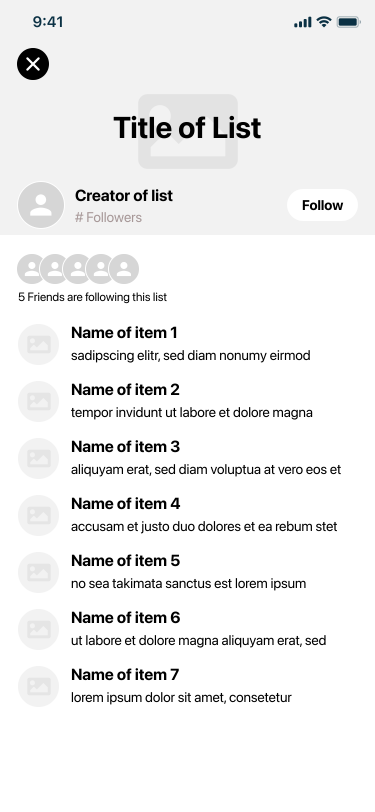 9:41
Title of List
Creator of list
# Followers
Follow
5 Friends are following this list
Name of item 1
sadipscing elitr, sed diam nonumy eirmod
Name of item 2
tempor invidunt ut labore et dolore magna
Name of item 3
aliquyam erat, sed diam voluptua at vero eos et
Name of item 4
accusam et justo duo dolores et ea rebum stet
Name of item 5
no sea takimata sanctus est lorem ipsum
Name of item 6
ut labore et dolore magna aliquyam erat, sed
Name of item 7
lorem ipsum dolor sit amet, consetetur